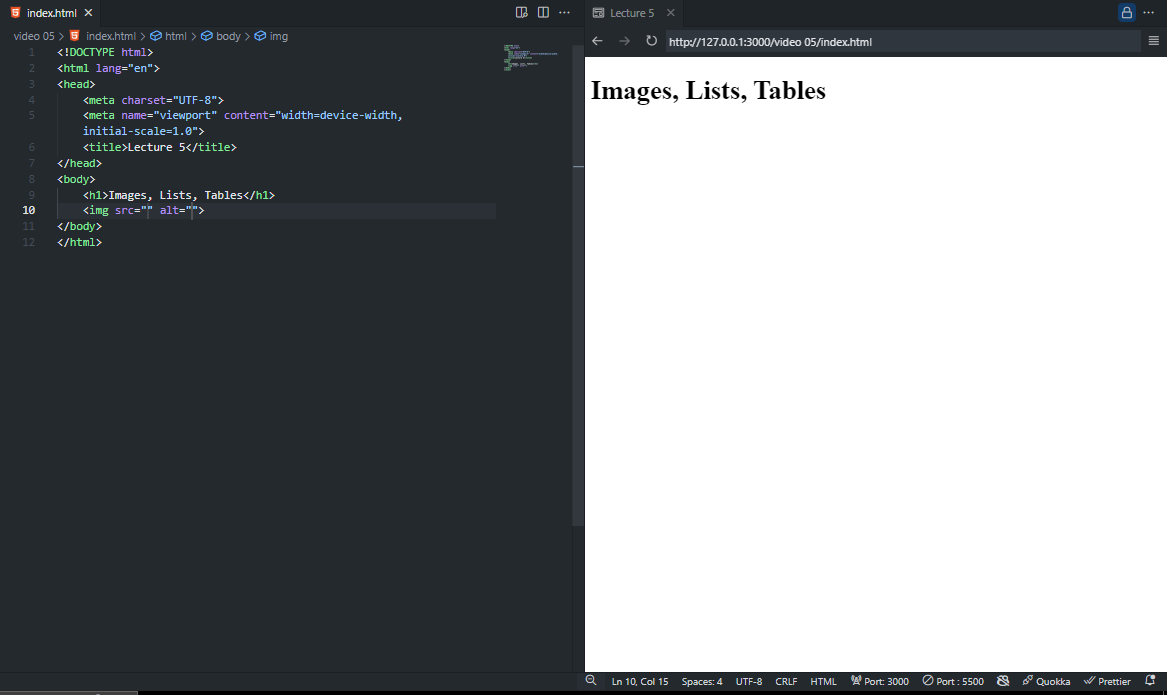 index.html
video 05 > index.html > html > body > img
1 <!DOCTYPE html>
2 <html lang="en">
3 <head>
4 <meta charset="UTF-8">
5 <meta name="viewport" content="width=device-width,
initial-scale=1.0">
6 <title>Lecture 5</title>
7 </head>
8 <body>
9 <h1>Images, Lists, Tables</h1>
10 <img src="" alt="">
11 </body>
12 </html>
Lecture 5
http://127.0.0.1:3000/video 05/index.html
Images, Lists, Tables
Ln 10, Col 15 Spaces: 4 UTF-8 CRLF HTML Port: 3000 Port : 5500 Quokka Prettier